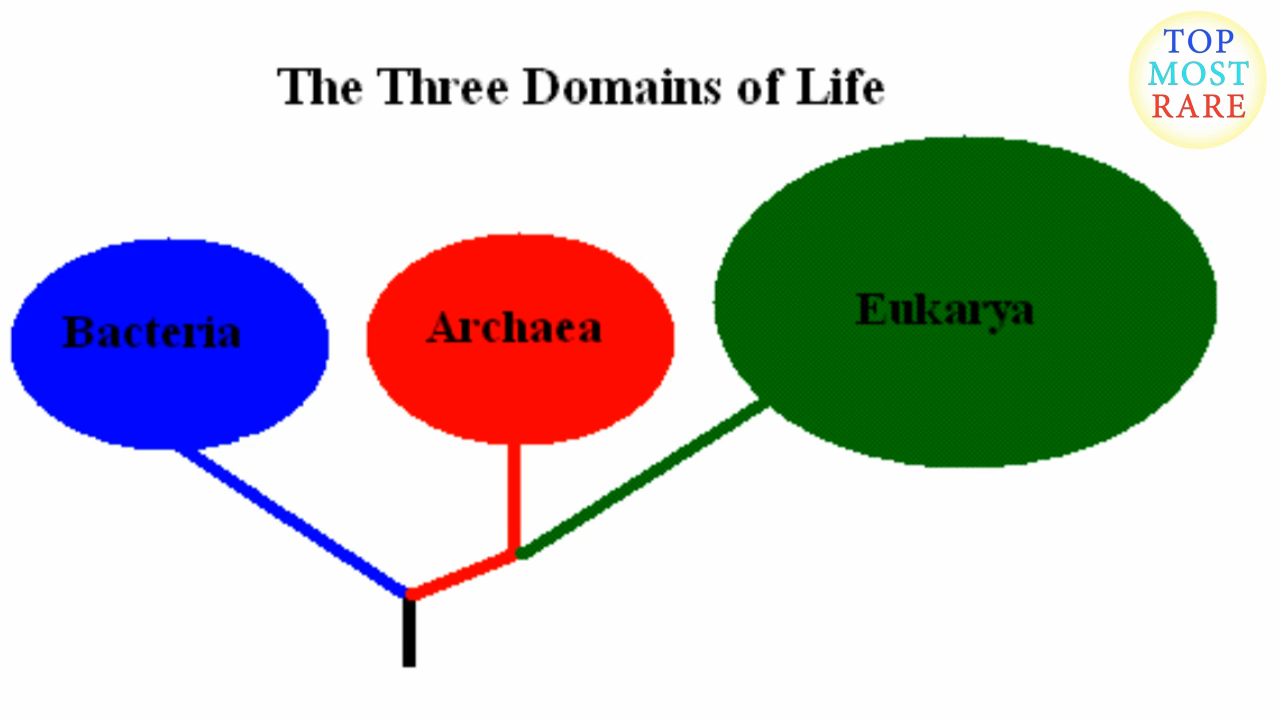 The Three Domains of Life
TOP
MOST
RARE
Bacteria
Archaea
Eukarya